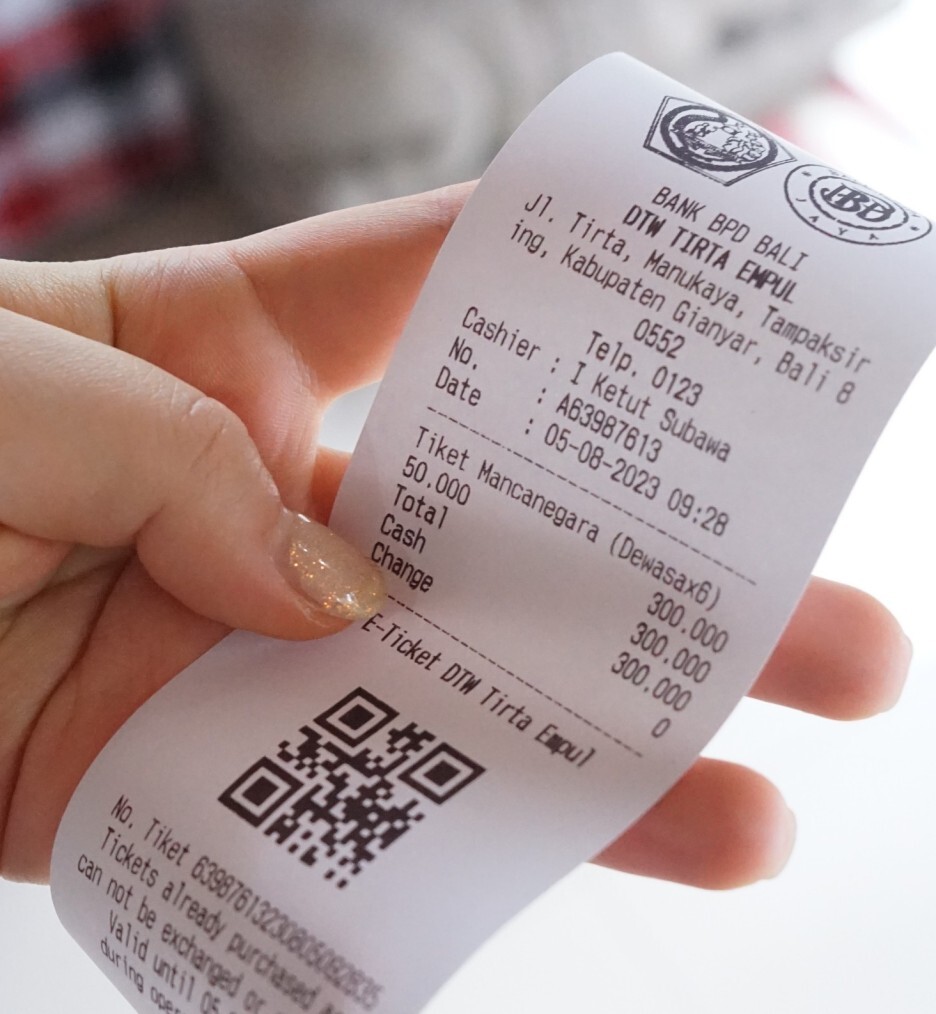 JAYA
BANK BPD BALI
DTW TIRTA EMPUL
Jl. Tirta, Manukaya, Tampaksir
ing, Kabupaten Gianyar, Bali 8
0552
Telp. 0123
Cashier : I Ketut Subawa
No. : A63987613
Date : 05-08-2023 09:28
Tiket Mancanegara (Dewasax6)
50.000 300.000
Total 300.000
Cash 300.000
Change 0
E-Ticket DTW Tirta Empul
No. Tiket
Tickets already purchased
can not be exchanged or
Valid until 05
during